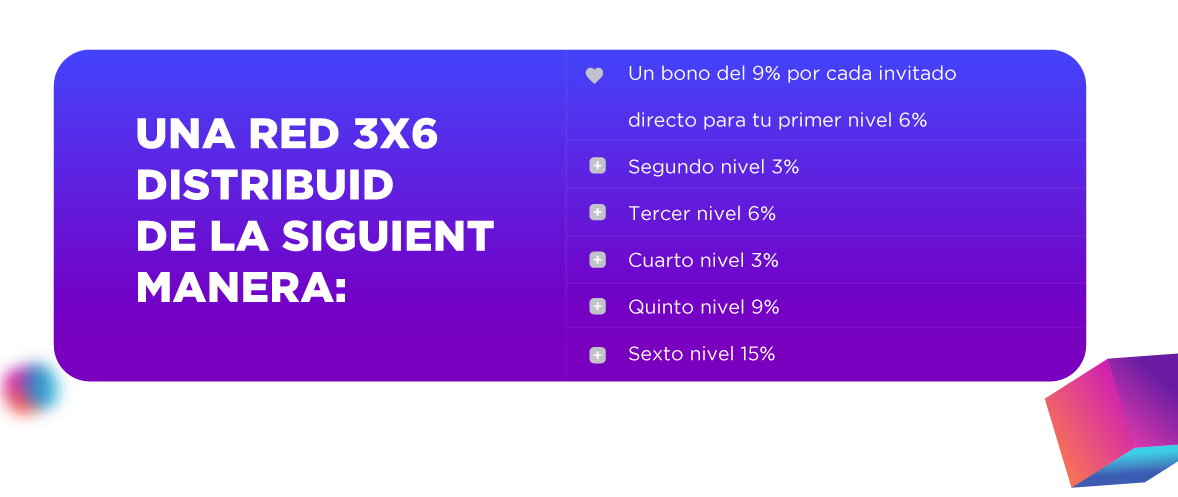 UNA RED 3X6
DISTRIBUID
DE LA SIGUIENT
MANERA:
Un bono del 9% por cada invitado
directo para tu primer nivel 6%
Segundo nivel 3%
Tercer nivel 6%
Cuarto nivel 3%
Quinto nivel 9%
Sexto nivel 15%